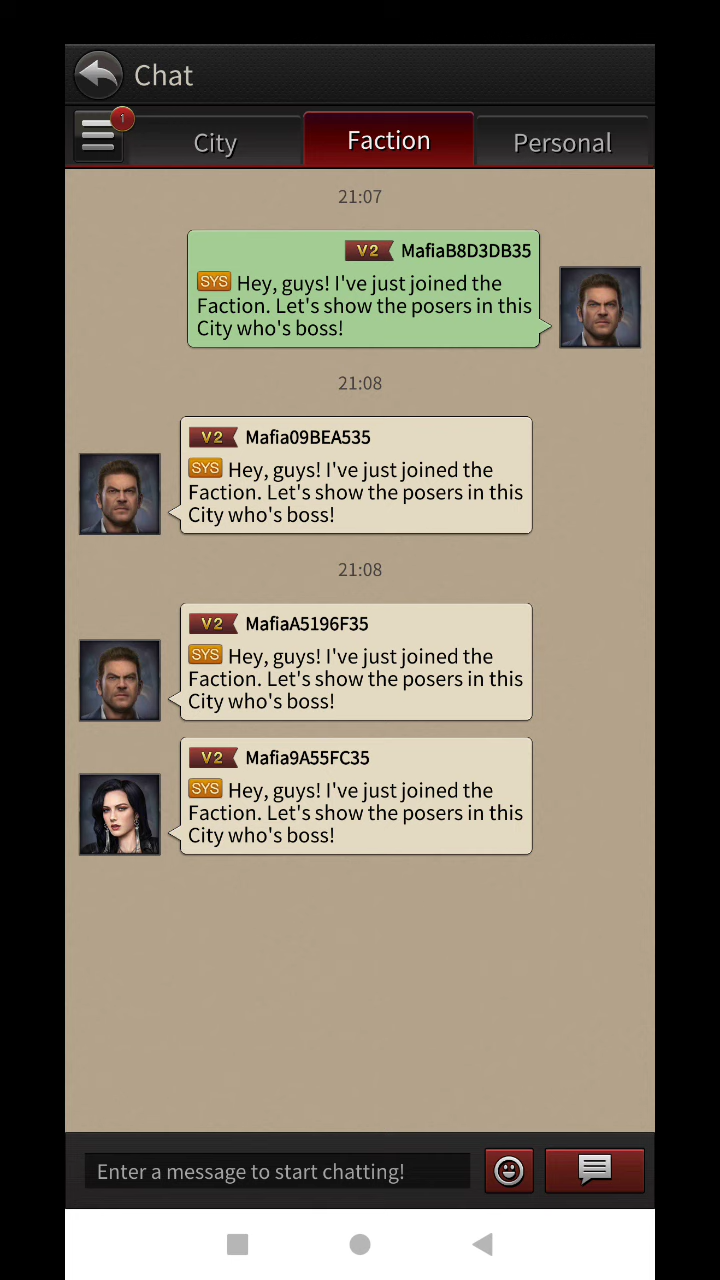 Chat
1
City
Faction
Personal
21:07
V2 MafiaB8D3DB35
SYS Hey, guys! I've just joined the
Faction. Let's show the posers in this
City who's boss!
21:08
V2 Mafia09BEA535
SYS Hey, guys! I've just joined the
Faction. Let's show the posers in this
City who's boss!
21:08
V2 MafiaA5196F35
SYS Hey, guys! I've just joined the
Faction. Let's show the posers in this
City who's boss!
V2 Mafia9A55FC35
SYS Hey, guys! I've just joined the
Faction. Let's show the posers in this
City who's boss!
Enter a message to start chatting!